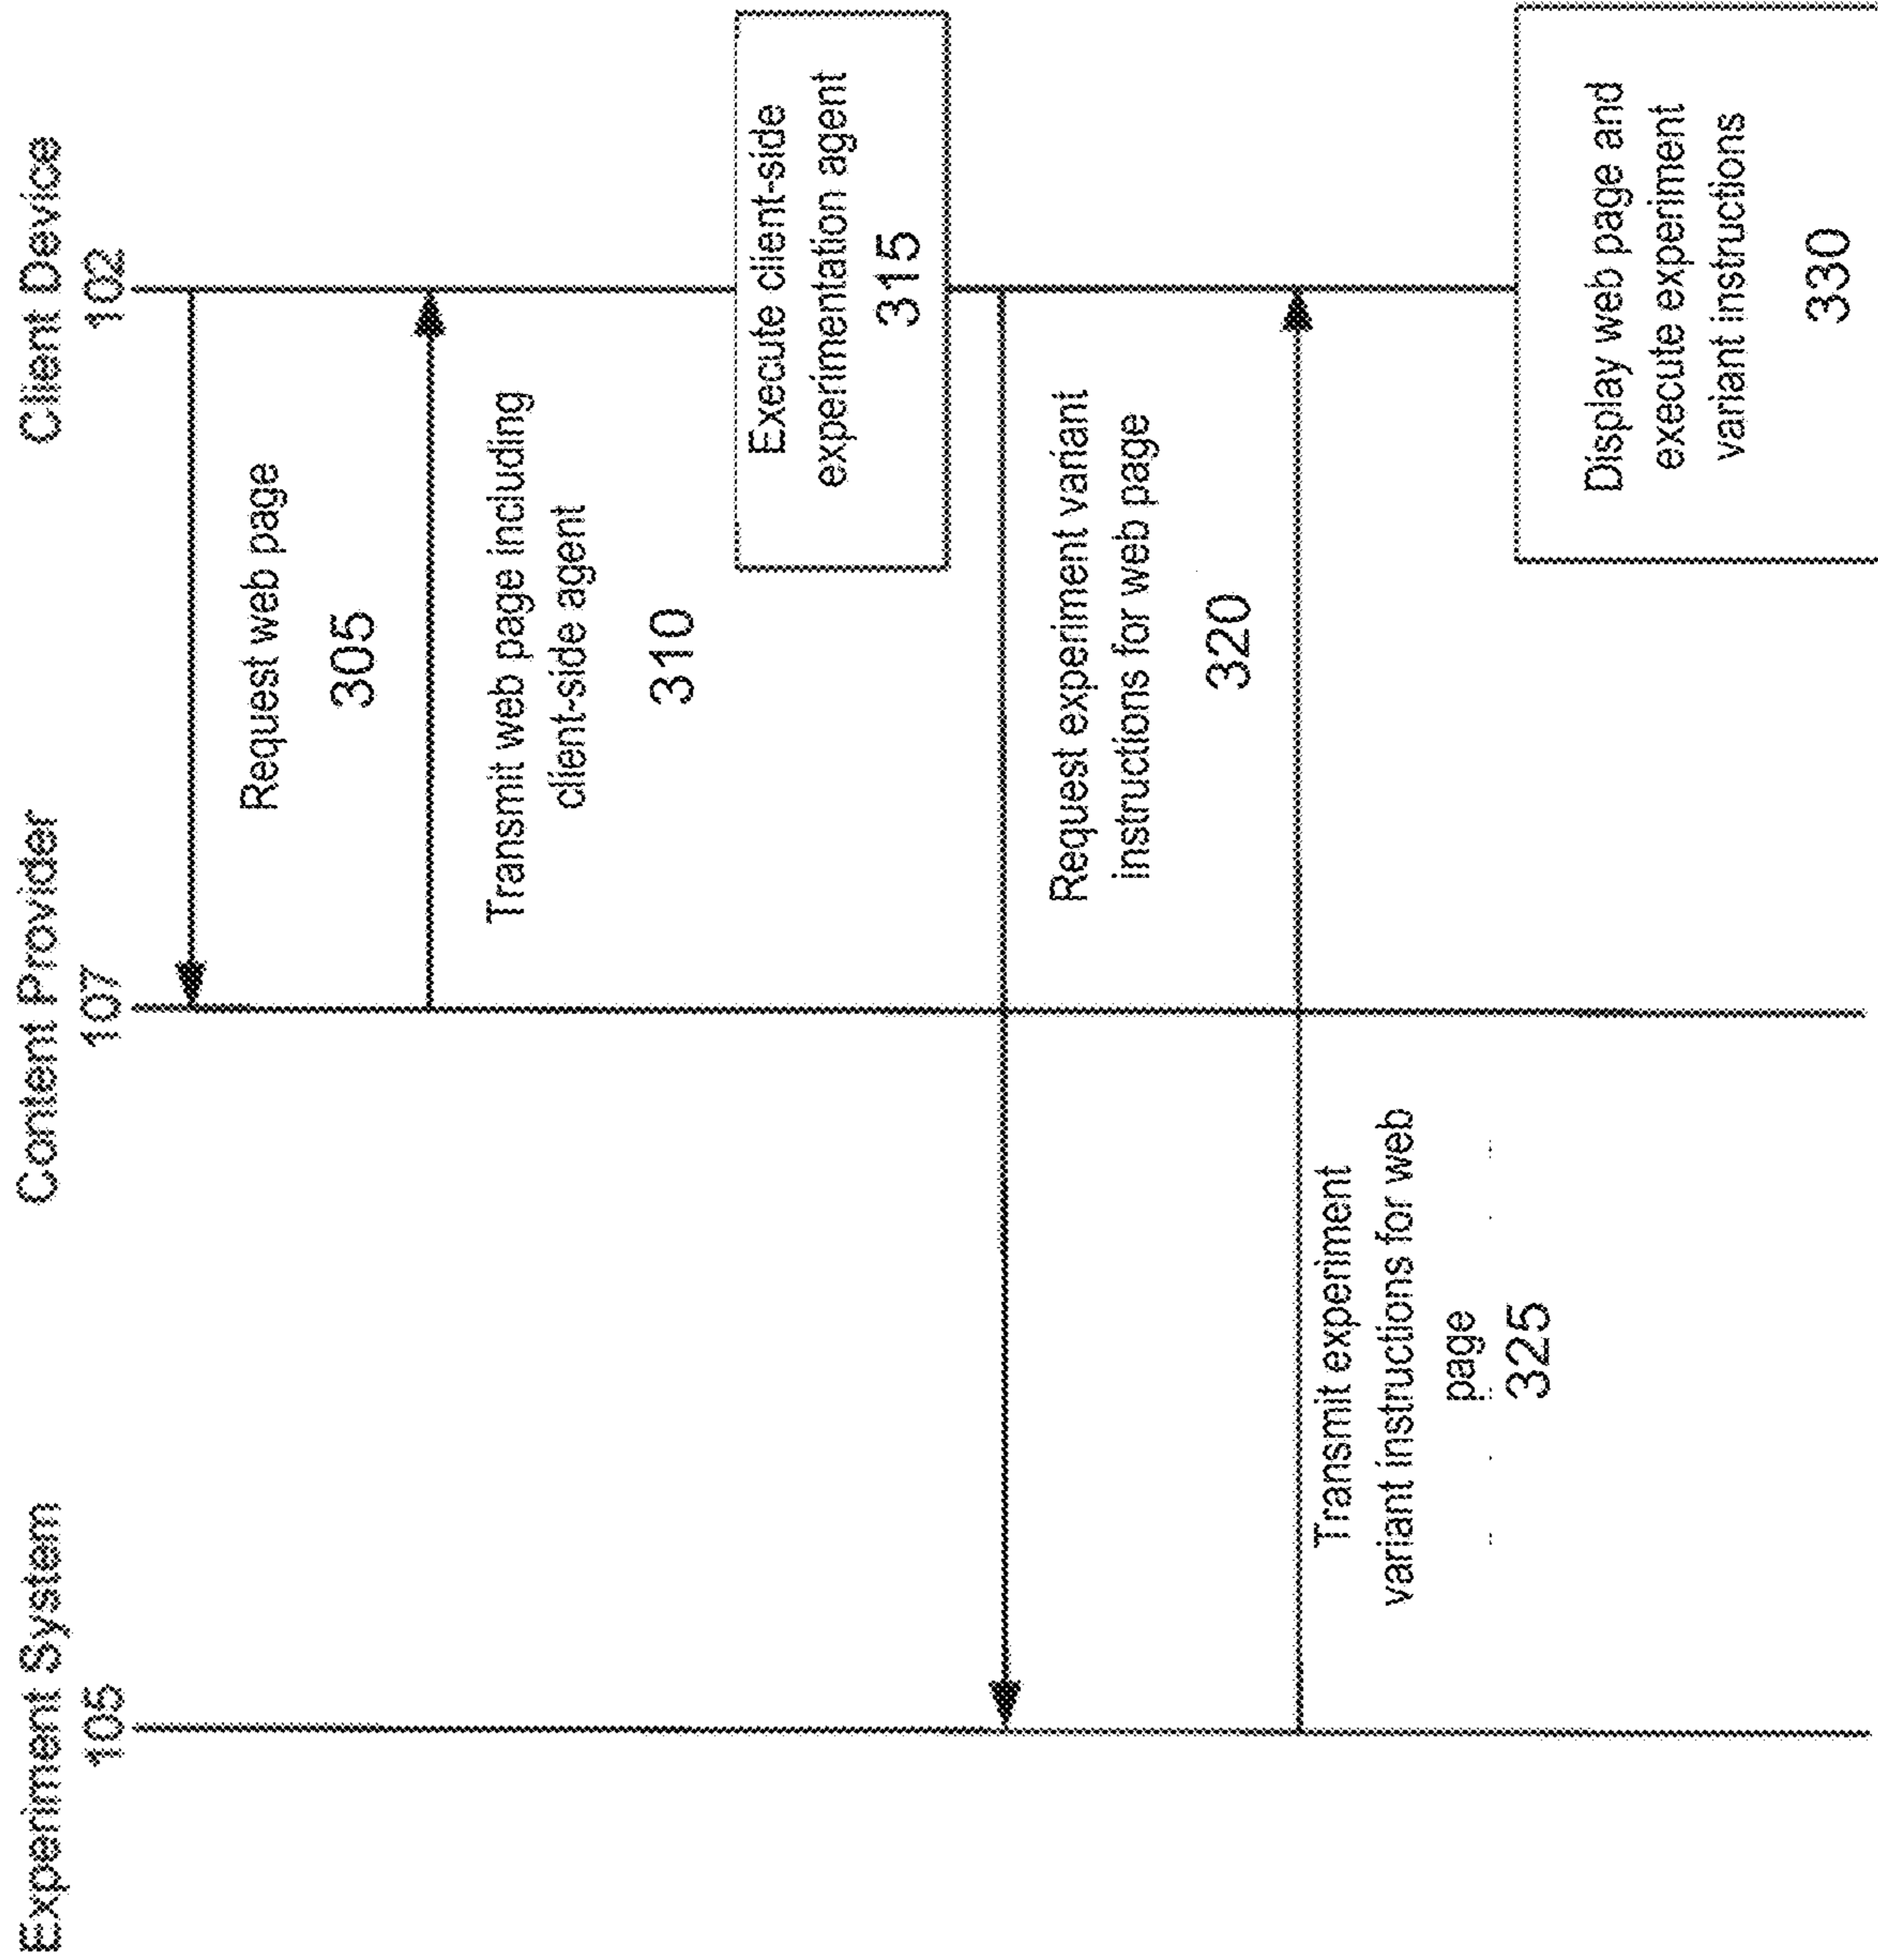 Experiment System
105
Content Provider
107
Client Device
102
Request web page
305
Transmit web page including
client-side agent
310
Execute client-side
experimentation agent
315
Request experiment variant
instructions for web page
320
Transmit experiment
variant instructions for web
page
325
Display web page and
execute experiment
variant instructions
330